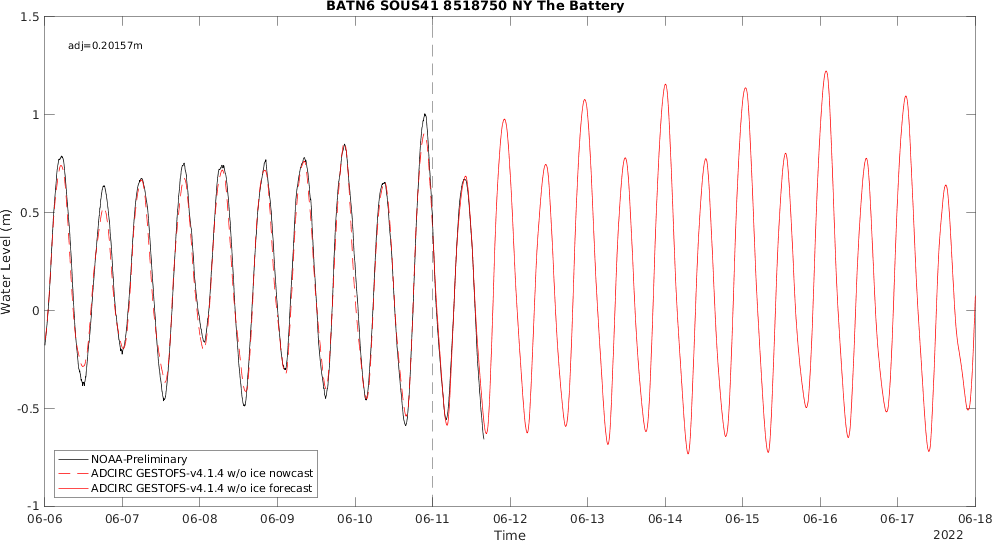 BATN6 SOUS41 8518750 NY The Battery
1.5
adj=0.20157m
1
0.5
Water Level (m)
0
-0.5
NOAA-Preliminary
ADCIRC GESTOFS-v4.1.4 w/o ice nowcast
ADCIRC GESTOFS-v4.1.4 w/o ice forecast
-1
06-06 06-07 06-08 06-09 06-10 06-11 06-12 06-13 06-14 06-15 06-16 06-17 06-18
Time
2022